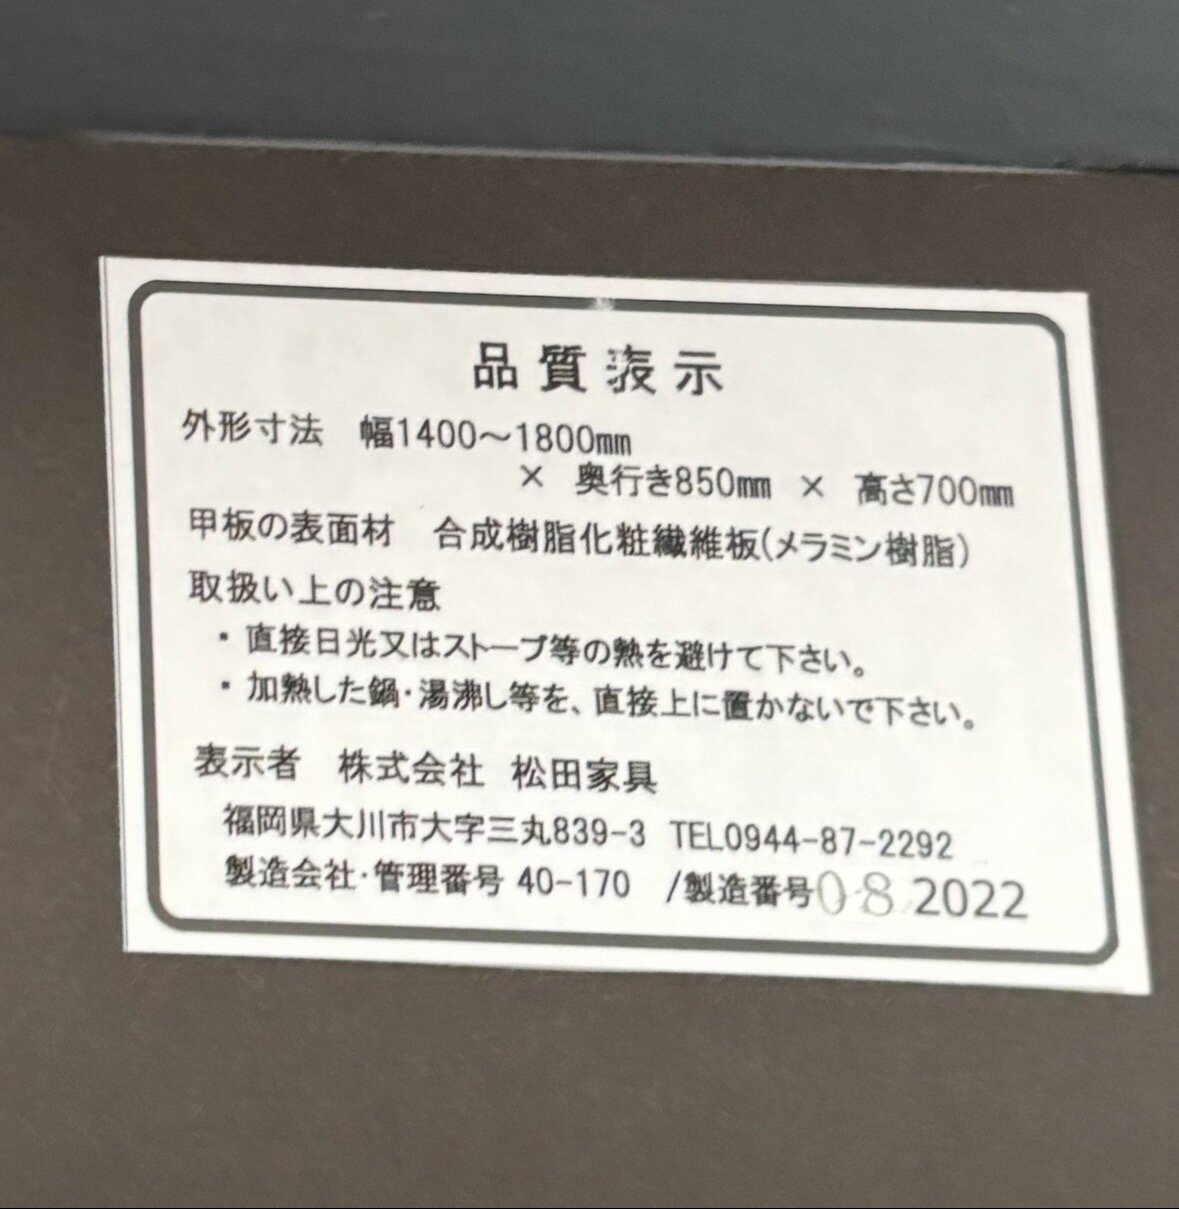 品質表示
外形寸法　幅1400～1800㎜
×　奥行き850㎜　×　高さ700㎜
甲板の表面材　合成樹脂化粧繊維板(メラミン樹脂)
取扱い上の注意
・直接日光又はストーブ等の熱を避けて下さい。
・加熱した鍋・湯沸し等を、直接上に置かないで下さい。
表示者　株式会社 松田家具
福岡県大川市大字三丸839-3 TEL0944-87-2292
製造会社・管理番号 40-170　/製造番号08 2022